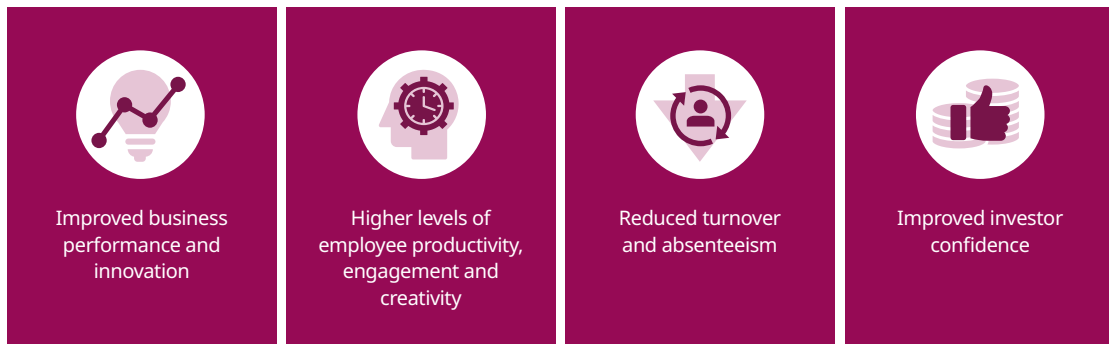 Improved business
performance and
innovation
Higher levels of
employee productivity,
engagement and
creativity
Reduced turnover
and absenteeism
Improved investor
confidence